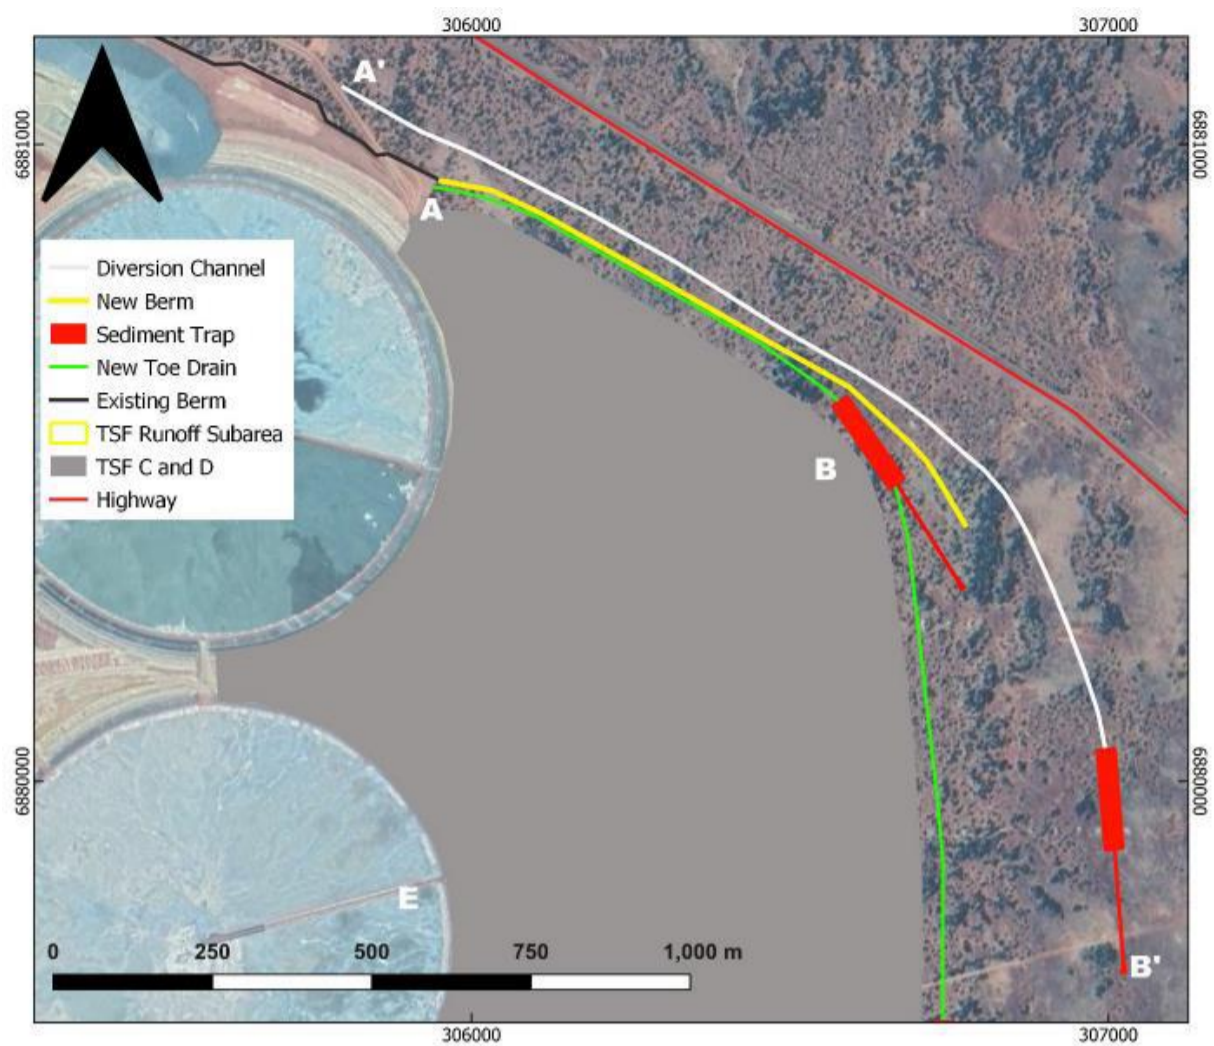 306000 307000
6881000
6881000
A'
A
Diversion Channel
New Berm
Sediment Trap
New Toe Drain
Existing Berm
TSF Runoff Subarea
TSF C and D
Highway
B
6880000
6880000
E
0 250 500 750 1,000 m
B'
306000 307000